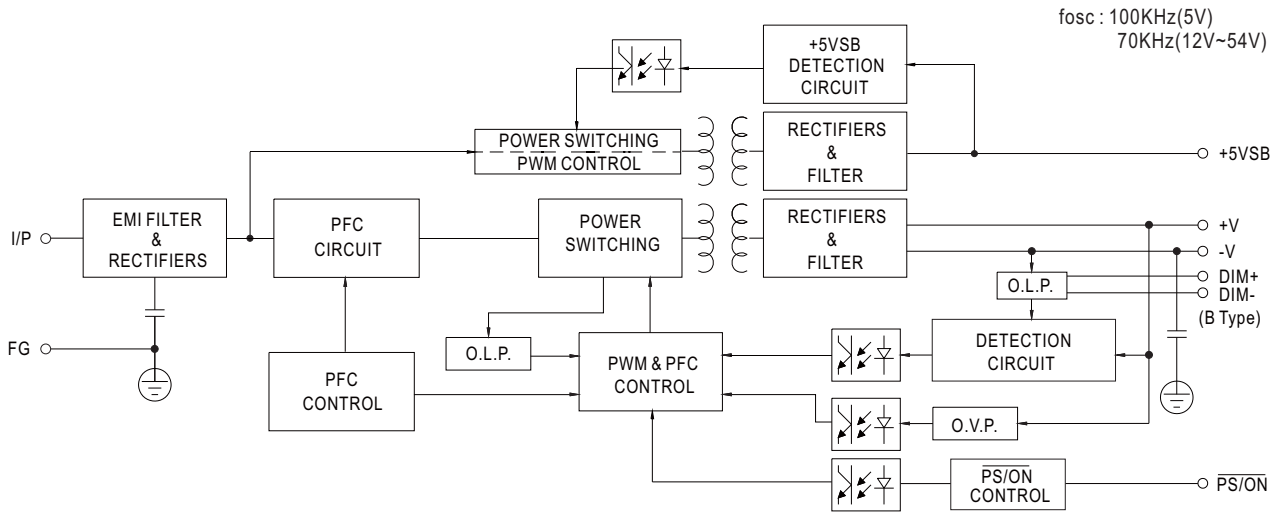 fosc : 100KHz(5V)
70KHz(12V~54V)
+5VSB
DETECTION
CIRCUIT
POWER SWITCHING
PWM CONTROL
RECTIFIERS
&
FILTER
+5VSB
I/P
EMI FILTER
&
RECTIFIERS
PFC
CIRCUIT
POWER
SWITCHING
RECTIFIERS
&
FILTER
+V
-V
DIM+
DIM-
(B Type)
O.L.P.
FG
PFC
CONTROL
O.L.P.
PWM & PFC
CONTROL
DETECTION
CIRCUIT
O.V.P.
PS/ON
CONTROL
PS/ON